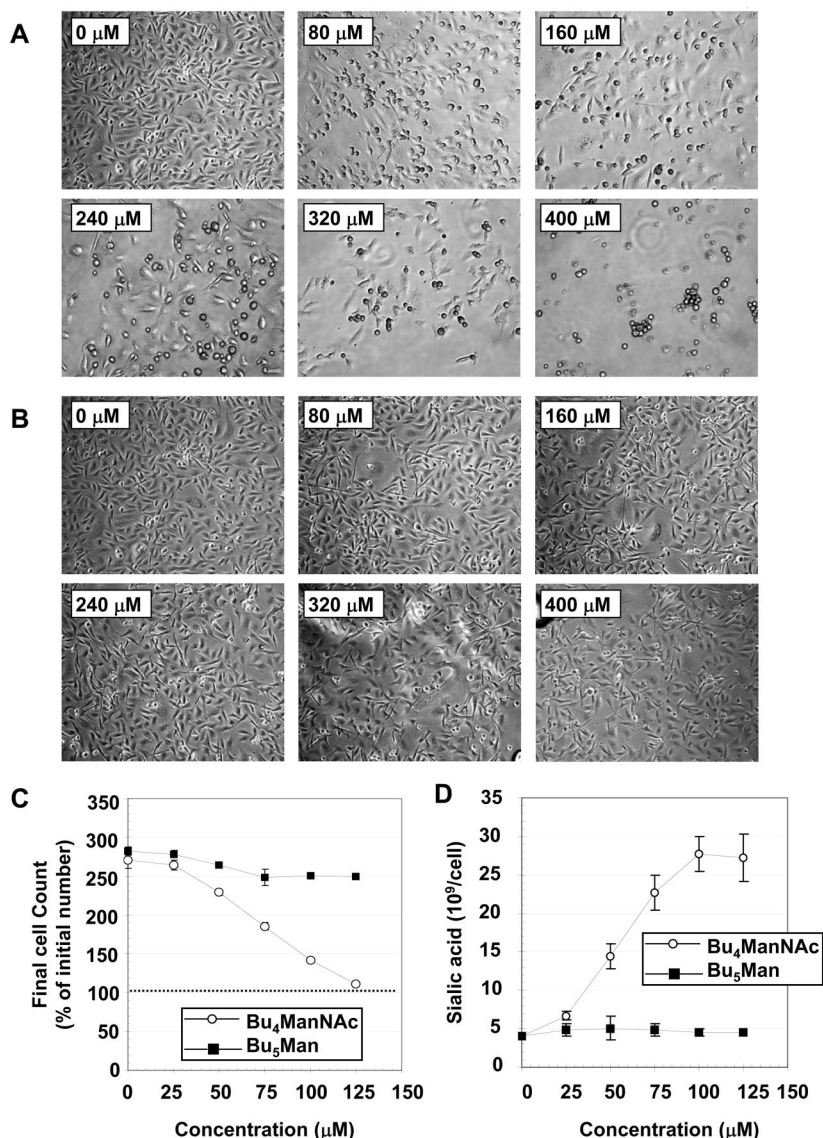 A
0 μM
80 μM
160 μM
240 μM
320 μM
400 μM
B
0 μM
80 μM
160 μM
240 μM
320 μM
400 μM
C
Final cell Count
(% of initial number)
350
300
250
200
150
100
50
0
0 25 50 75 100 125 150
Concentration (μM)
Bu₄ManNAc
Bu₅Man
D
Sialic acid (10⁹/cell)
35
30
25
20
15
10
5
0
0 25 50 75 100 125 150
Concentration (μM)
Bu₄ManNAc
Bu₅Man